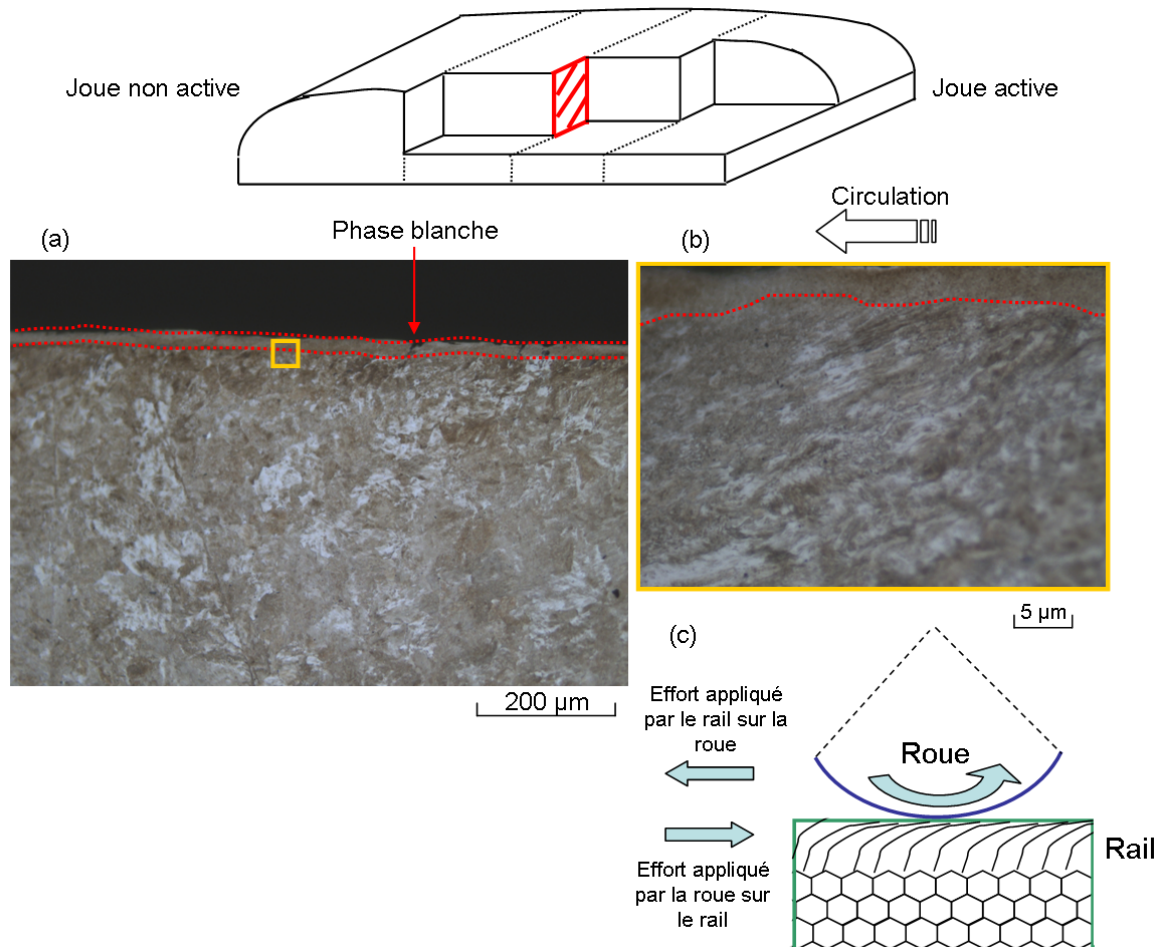 Joue non active
Joue active
Circulation
(a)
Phase blanche
(b)
200 µm
5 µm
(c)
Effort appliqué
par le rail sur la
roue
Roue
Effort appliqué
par la roue sur
le rail
Rail